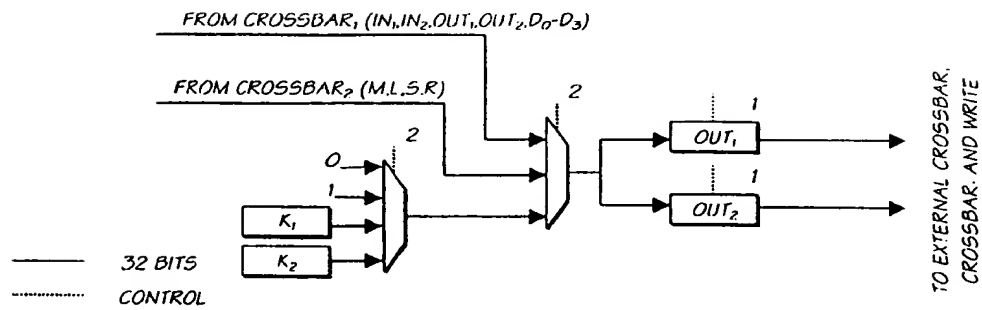 FROM CROSSBAR₁ (IN₁.IN₂.OUT₁.OUT₂.D₀-D₃)
FROM CROSSBAR₂ (M.L.S.R)
2
2
0
1
K₁
K₂
1
OUT₁
1
OUT₂
TO EXTERNAL CROSSBAR,
CROSSBAR. AND WRITE
32 BITS
CONTROL